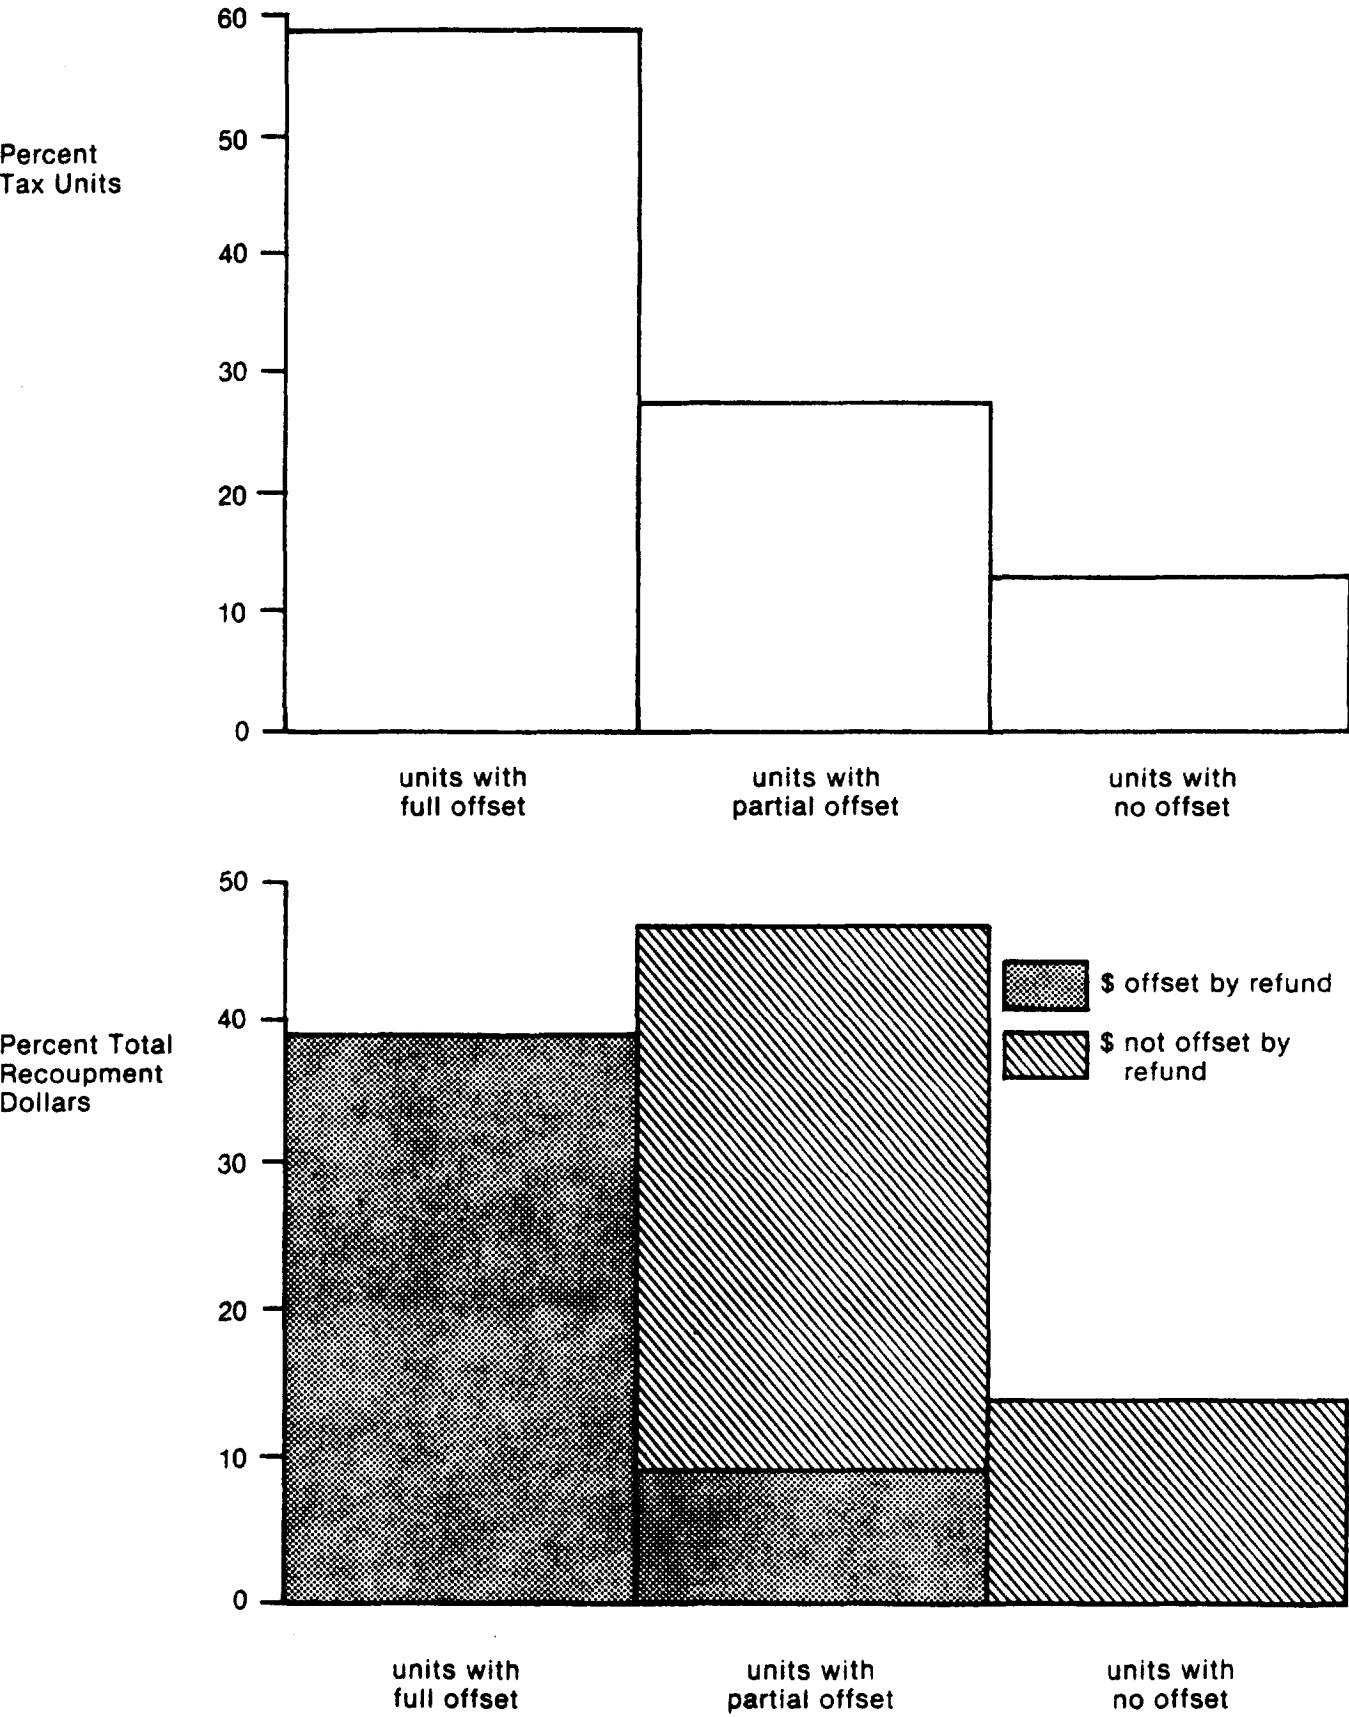 60
50
Percent
Tax Units
40
30
20
10
0
units with
full offset
units with
partial offset
units with
no offset
50
$ offset by refund
40
Percent Total
Recoupment
Dollars
$ not offset by
refund
30
20
10
0
units with
full offset
units with
partial offset
units with
no offset